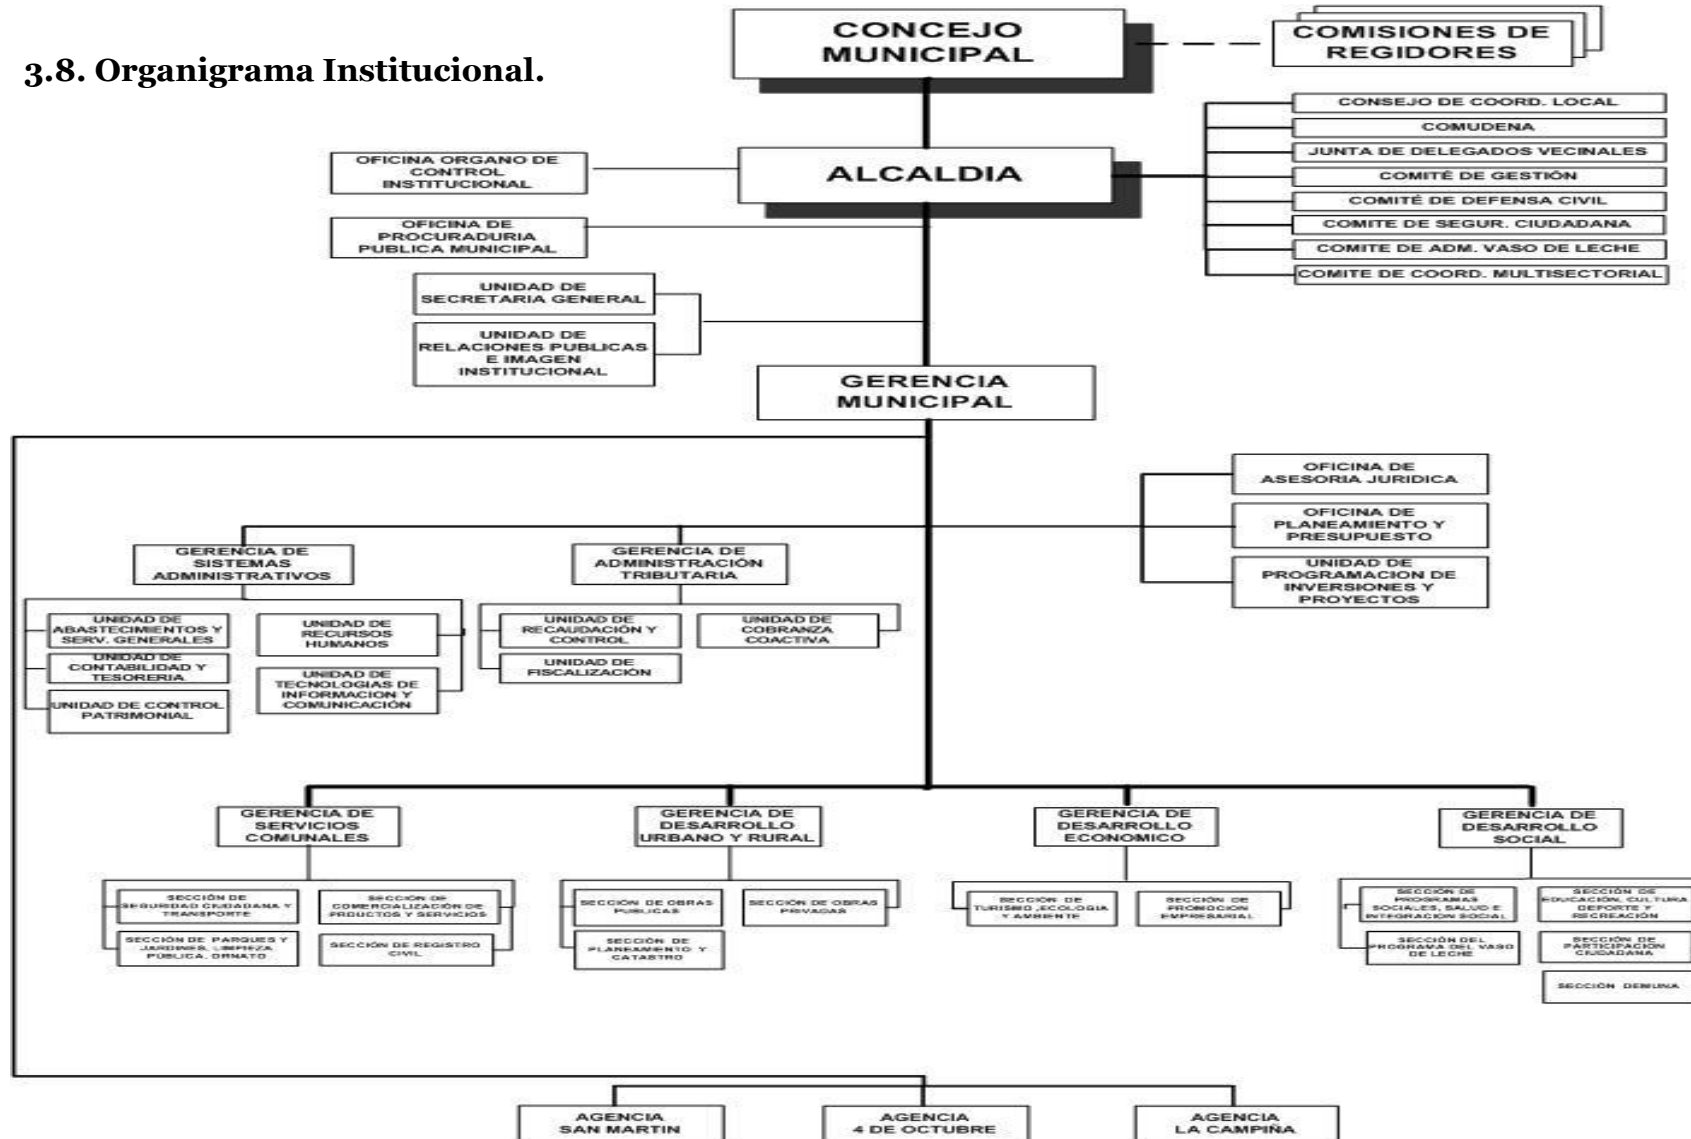 3.8. Organigrama Institucional.
CONCEJO
MUNICIPAL
COMISIONES DE
REGIDORES
CONSEJO DE COORD. LOCAL
COMUDENA
JUNTA DE DELEGADOS VECINALES
COMITÉ DE GESTIÓN
COMITÉ DE DEFENSA CIVIL
COMITE DE SEGUR. CIUDADANA
COMITE DE ADM. VASO DE LECHE
COMITE DE COORD. MULTISECTORIAL
ALCALDIA
OFICINA ORGANO DE
CONTROL
INSTITUCIONAL
OFICINA DE
PROCURADURIA
PUBLICA MUNICIPAL
UNIDAD DE
SECRETARIA GENERAL
UNIDAD DE
RELACIONES PUBLICAS
E IMAGEN
INSTITUCIONAL
GERENCIA
MUNICIPAL
OFICINA DE
ASESORIA JURIDICA
OFICINA DE
PLANEAMIENTO Y
PRESUPUESTO
UNIDAD DE
PROGRAMACION DE
INVERSIONES Y
PROYECTOS
GERENCIA DE
SISTEMAS
ADMINISTRATIVOS
UNIDAD DE
ABASTECIMIENTOS Y
SERV. GENERALES
UNIDAD DE
CONTABILIDAD Y
TESORERIA
UNIDAD DE CONTROL
PATRIMONIAL
UNIDAD DE
RECURSOS
HUMANOS
UNIDAD DE
TECNOLOGIAS DE
INFORMACION Y
COMUNICACIÓN
GERENCIA DE
ADMINISTRACIÓN
TRIBUTARIA
UNIDAD DE
RECAUDACIÓN Y
CONTROL
UNIDAD DE
FISCALIZACIÓN
UNIDAD DE
COBRANZA
COACTIVA
GERENCIA DE
SERVICIOS
COMUNALES
SECCIÓN DE
SEGURIDAD CIUDADANA Y
TRANSPORTE
SECCIÓN DE
COMERCIALIZACIÓN DE
PRODUCTOS Y SERVICIOS
SECCIÓN DE PARQUES Y
JARDINES, LIMPIEZA
PÚBLICA, ORNATO
SECCIÓN DE REGISTRO
CIVIL
GERENCIA DE
DESARROLLO
URBANO Y RURAL
SECCIÓN DE OBRAS
PUBLICAS
SECCIÓN DE OBRAS
PRIVADAS
SECCIÓN DE
PLANEAMIENTO Y
CATASTRO
GERENCIA DE
DESARROLLO
ECONOMICO
SECCIÓN DE
TURISMO ,ECOLOGIA
Y AMBIENTE
SECCIÓN DE
PROMOCION
EMPRESARIAL
GERENCIA DE
DESARROLLO
SOCIAL
SECCIÓN DE
PROGRAMAS
SOCIALES, SALUD E
INTEGRACION SOCIAL
SECCIÓN DE
EDUCACIÓN, CULTURA
DEPORTE Y
RECREACIÓN
SECCIÓN DEL
PROGRAMA DEL VASO
DE LECHE
SECCIÓN DE
PARTICIPACIÓN
CIUDADANA
SECCIÓN DEMUNA
AGENCIA
SAN MARTIN
AGENCIA
4 DE OCTUBRE
AGENCIA
LA CAMPIÑA